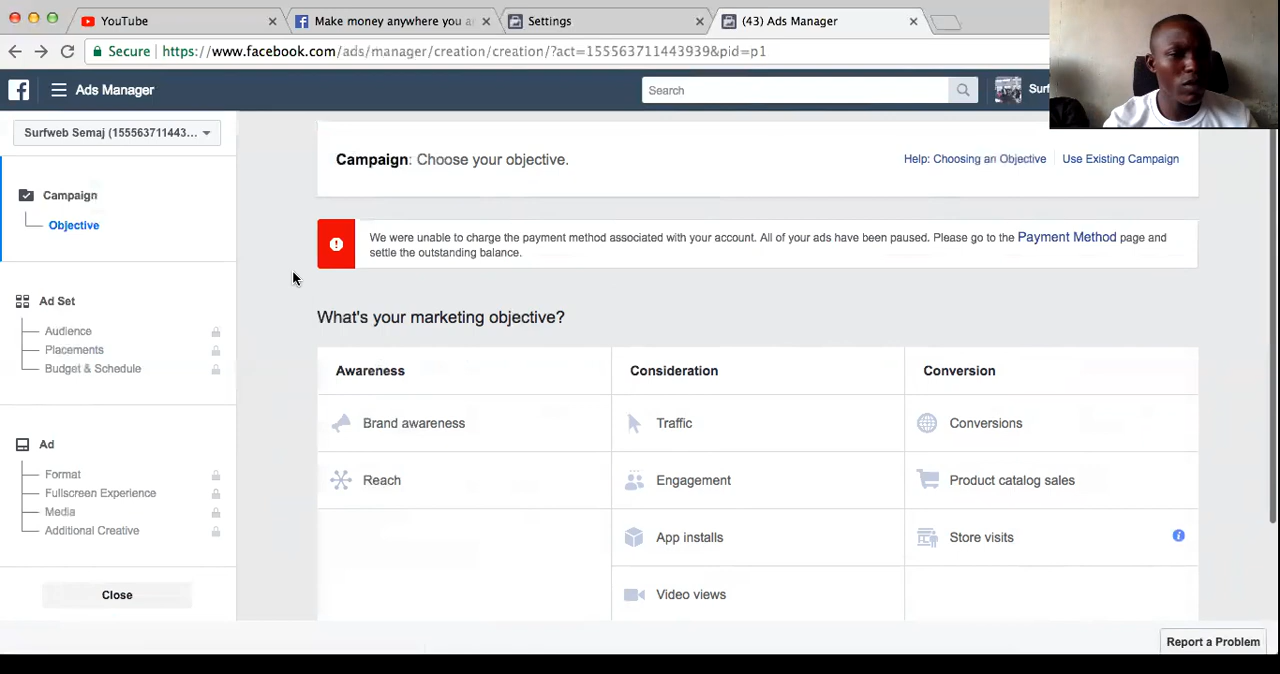 YouTube
Make money anywhere you a
Settings
(43) Ads Manager
Secure
https://www.facebook.com/ads/manager/creation/creation/?act=155563711443939&pid=p1
Ads Manager
Search
Surf
Surfweb Semaj (155563711443...
Campaign
Objective
Ad Set
Audience
Placements
Budget & Schedule
Ad
Format
Fullscreen Experience
Media
Additional Creative
Close
Campaign: Choose your objective.
Help: Choosing an Objective
Use Existing Campaign
We were unable to charge the payment method associated with your account. All of your ads have been paused. Please go to the Payment Method page and
settle the outstanding balance.
What's your marketing objective?
Awareness
Consideration
Conversion
Brand awareness
Traffic
Conversions
Reach
Engagement
Product catalog sales
App installs
Store visits
Video views
Report a Problem